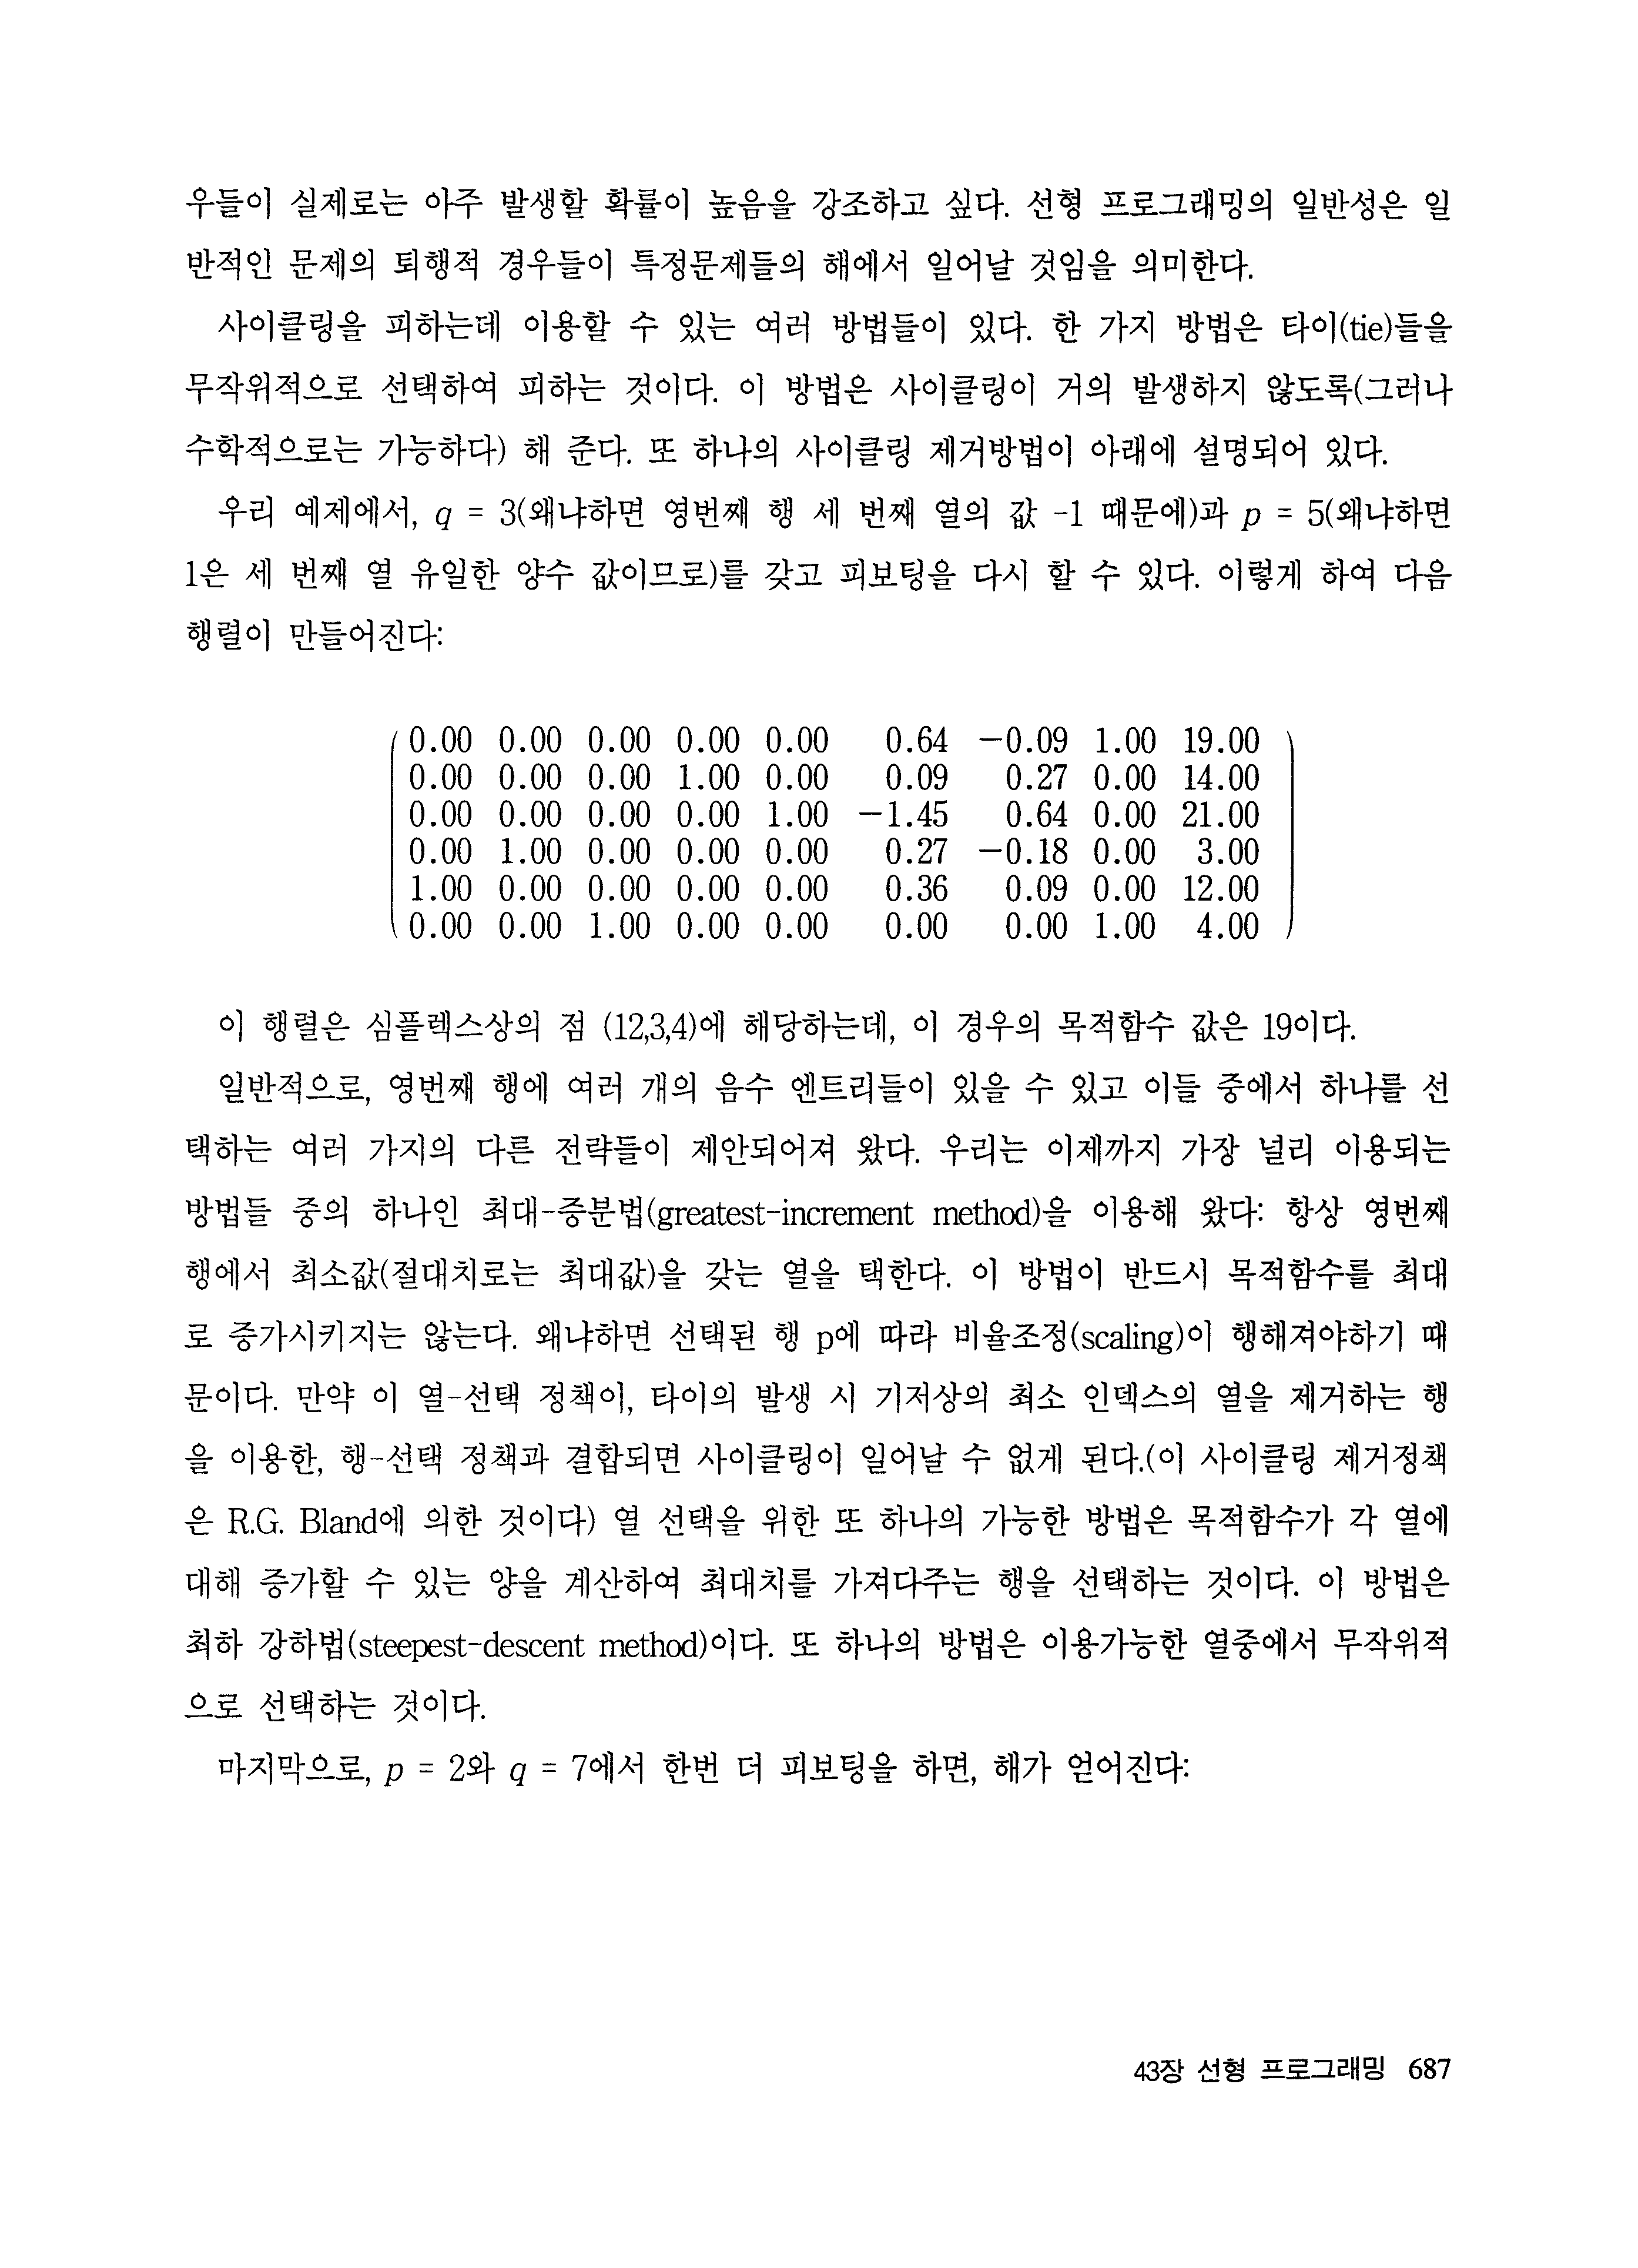 우들이 실제로는 아주 발생할 확률이 높음을 강조하고 싶다. 선형 프로그래밍의 일반성은 일
반적인 문제의 퇴행적 경우들이 특정문제들의 해에서 일어날 것임을 의미한다.
사이클링을 피하는데 이용할 수 있는 여러 방법들이 있다. 한 가지 방법은 타이(tie)들을
무작위적으로 선택하여 피하는 것이다. 이 방법은 사이클링이 거의 발생하지 않도록(그러나
수학적으로는 가능하다) 해 준다. 또 하나의 사이클링 제거방법이 아래에 설명되어 있다.
우리 예제에서, q = 3(왜냐하면 영번째 행 세 번째 열의 값 -1 때문에)과 p = 5(왜냐하면
1은 세 번째 열 유일한 양수 값이므로)를 갖고 피보팅을 다시 할 수 있다. 이렇게 하여 다음
행렬이 만들어진다:
0.00 0.00 0.00 0.00 0.00 0.64 -0.09 1.00 19.00
0.00 0.00 0.00 1.00 0.00 0.09 0.27 0.00 14.00
0.00 0.00 0.00 0.00 1.00 -1.45 0.64 0.00 21.00
0.00 1.00 0.00 0.00 0.00 0.27 -0.18 0.00 3.00
1.00 0.00 0.00 0.00 0.00 0.36 0.09 0.00 12.00
0.00 0.00 1.00 0.00 0.00 0.00 0.00 1.00 4.00
이 행렬은 심플렉스상의 점 (12,3,4)에 해당하는데, 이 경우의 목적함수 값은 19이다.
일반적으로, 영번째 행에 여러 개의 음수 엔트리들이 있을 수 있고 이들 중에서 하나를 선
택하는 여러 가지의 다른 전략들이 제안되어져 왔다. 우리는 이제까지 가장 널리 이용되는
방법들 중의 하나인 최대-증분법(greatest-increment method)을 이용해 왔다: 항상 영번째
행에서 최소값(절대치로는 최대값)을 갖는 열을 택한다. 이 방법이 반드시 목적함수를 최대
로 증가시키지는 않는다. 왜냐하면 선택된 행 p에 따라 비율조정(scaling)이 행해져야하기 때
문이다. 만약 이 열-선택 정책이, 타이의 발생 시 기저상의 최소 인덱스의 열을 제거하는 행
을 이용한, 행-선택 정책과 결합되면 사이클링이 일어날 수 없게 된다.(이 사이클링 제거정책
은 R.G. Bland에 의한 것이다) 열 선택을 위한 또 하나의 가능한 방법은 목적함수가 각 열에
대해 증가할 수 있는 양을 계산하여 최대치를 가져다주는 행을 선택하는 것이다. 이 방법은
최하 강하법(steepest-descent method)이다. 또 하나의 방법은 이용가능한 열중에서 무작위적
으로 선택하는 것이다.
마지막으로, p = 2와 q = 7에서 한번 더 피보팅을 하면, 해가 얻어진다:
43장 선형 프로그래밍 687